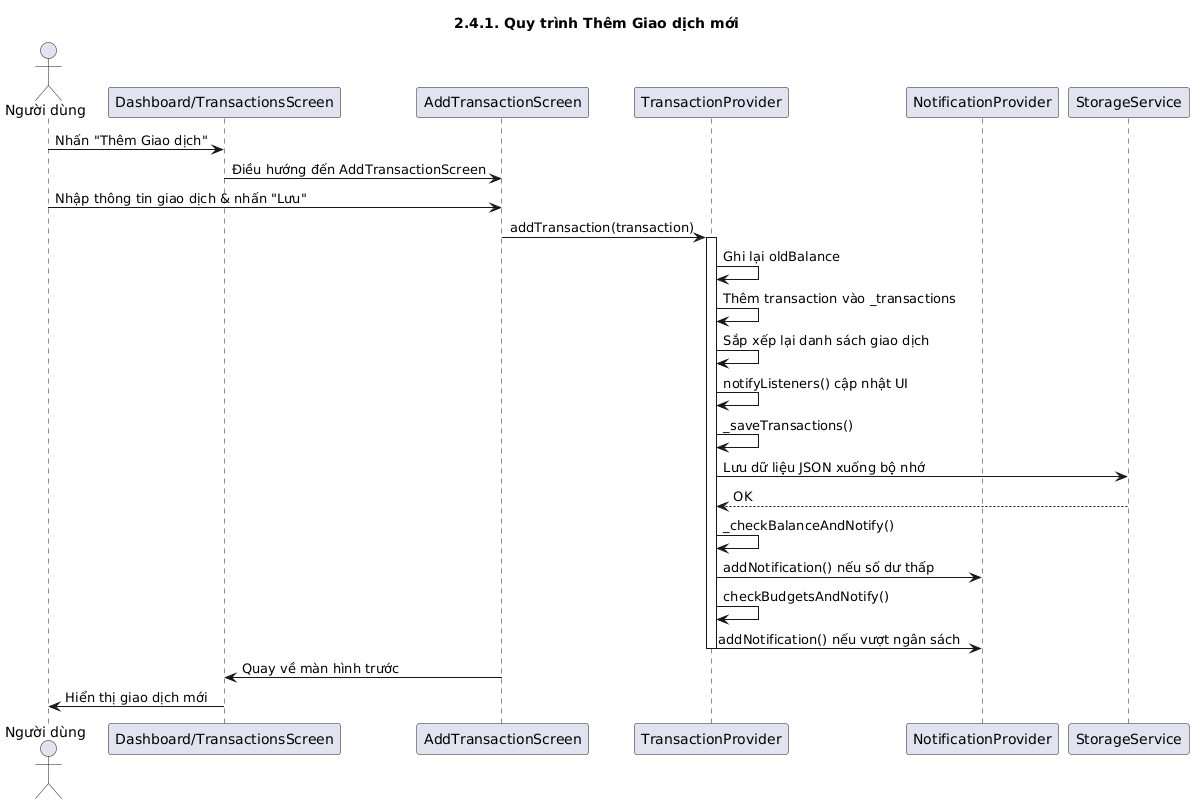 2.4.1. Quy trình Thêm Giao dịch mới
Người dùng
Dashboard/TransactionsScreen
AddTransactionScreen
TransactionProvider
NotificationProvider
StorageService
Nhấn "Thêm Giao dịch"
Điều hướng đến AddTransactionScreen
Nhập thông tin giao dịch & nhấn "Lưu"
addTransaction(transaction)
Ghi lại oldBalance
Thêm transaction vào _transactions
Sắp xếp lại danh sách giao dịch
notifyListeners() cập nhật UI
_saveTransactions()
Lưu dữ liệu JSON xuống bộ nhớ
OK
_checkBalanceAndNotify()
addNotification() nếu số dư thấp
checkBudgetsAndNotify()
addNotification() nếu vượt ngân sách
Quay về màn hình trước
Hiển thị giao dịch mới
Người dùng
Dashboard/TransactionsScreen
AddTransactionScreen
TransactionProvider
NotificationProvider
StorageService